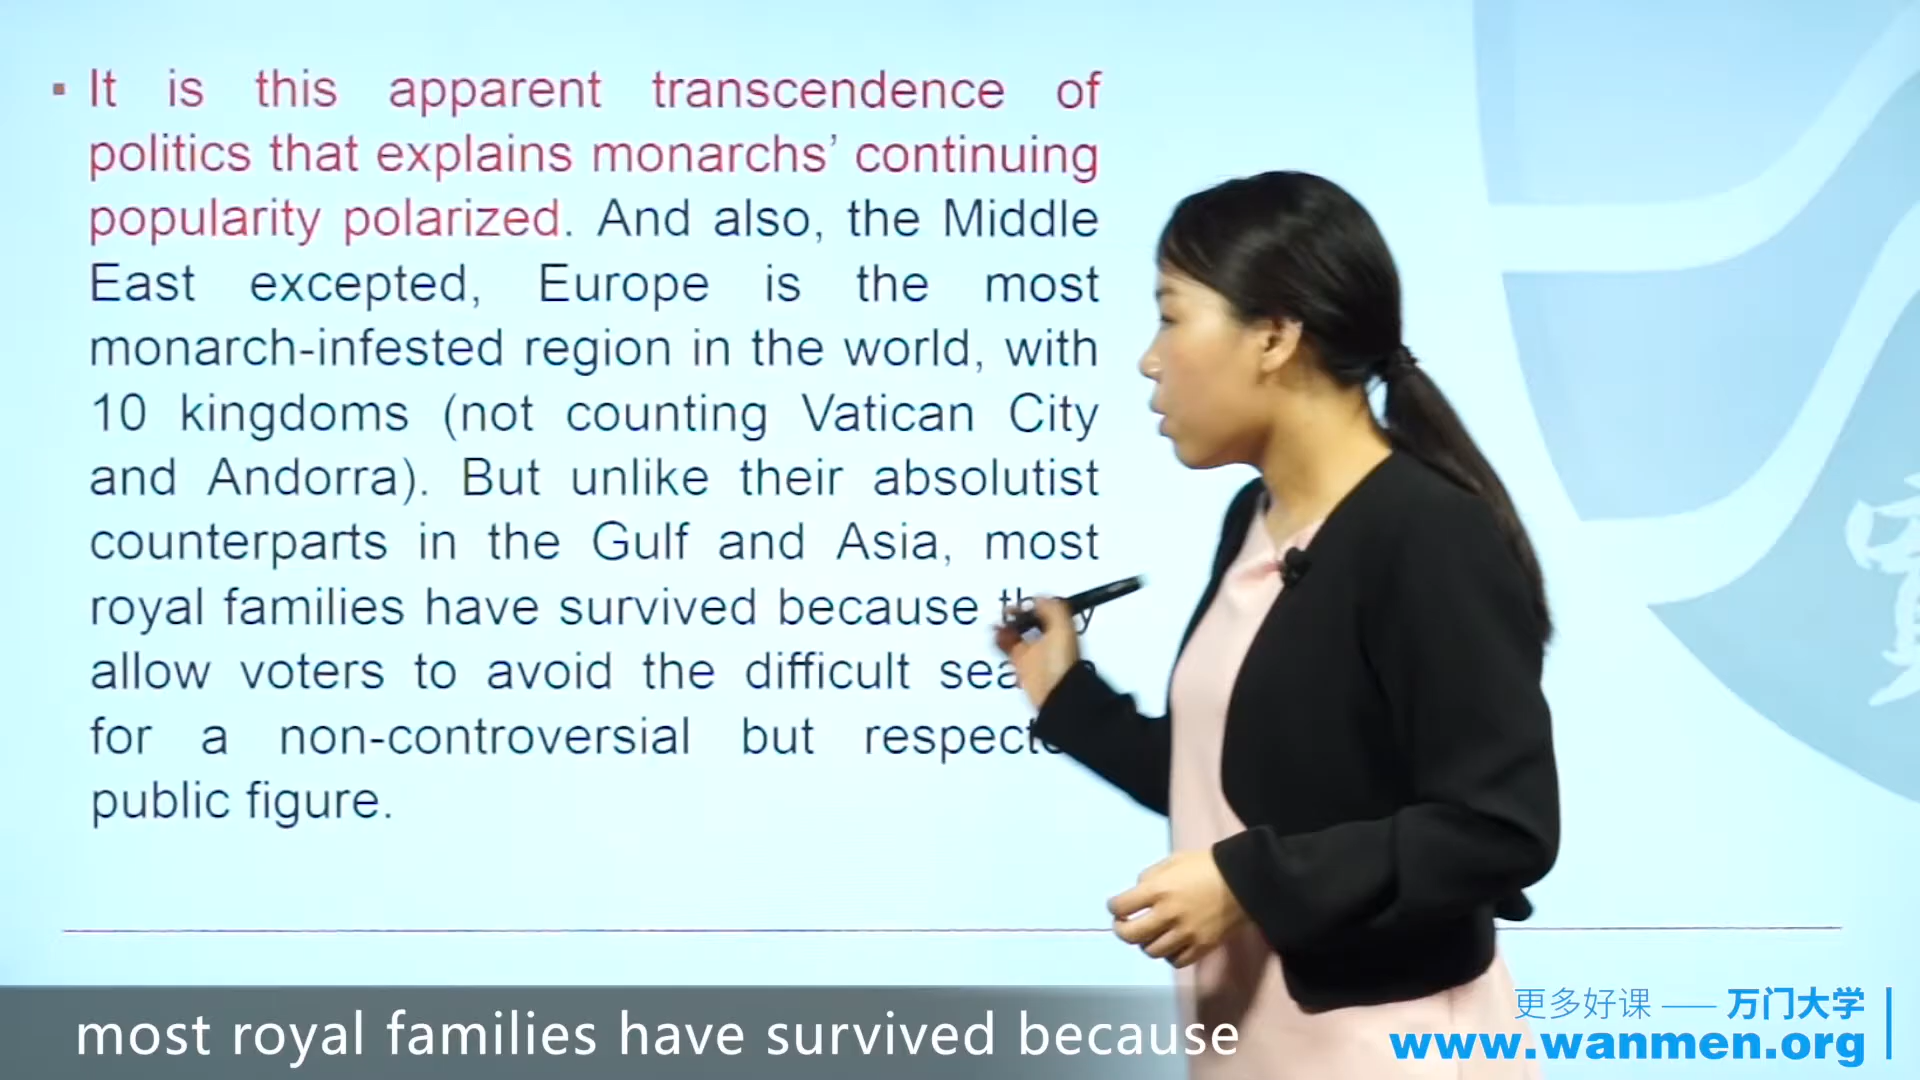 It is this apparent transcendence of
politics that explains monarchs’ continuing
popularity polarized. And also, the Middle
East excepted, Europe is the most
monarch-infested region in the world, with
10 kingdoms (not counting Vatican City
and Andorra). But unlike their absolutist
counterparts in the Gulf and Asia, most
royal families have survived because
allow voters to avoid the difficult
for a non-controversial but
public figure.
most royal families have survived because
更多好课 —— 万门大学
www.wanmen.org